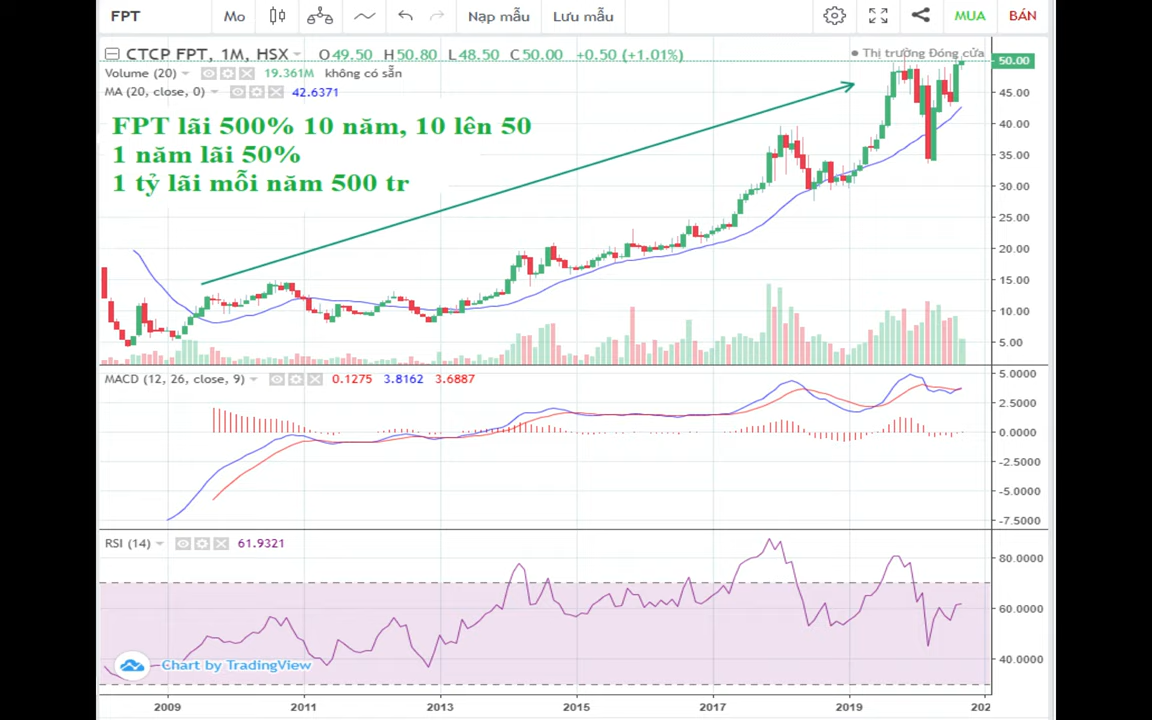 FPT Mo Nạp mẫu Lưu mẫu MUA BÁN
CTCP FPT, 1M, HSX O49.50 H50.80 L48.50 C50.00 +0.50 (+1.01%) Thị trường Đóng cửa
Volume (20) 19.361M không có sẵn
MA (20, close, 0) 42.6371
FPT lãi 500% 10 năm, 10 lên 50
1 năm lãi 50%
1 tỷ lãi mỗi năm 500 tr
50.00
45.00
40.00
35.00
30.00
25.00
20.00
15.00
10.00
5.00
MACD (12, 26, close, 9) 0.1275 3.8162 3.6887
5.0000
2.5000
0.0000
-2.5000
-5.0000
-7.5000
RSI (14) 61.9321
80.0000
60.0000
40.0000
Chart by TradingView
2009 2011 2013 2015 2017 2019 202